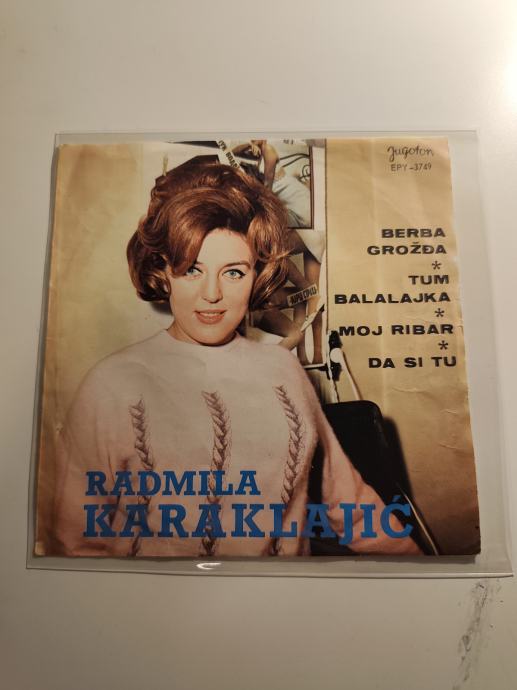 Jugoton
EPY-3749
BERBA
GROŽĐA
*
TUM
BALALAJKA
*
MOJ RIBAR
*
DA SI TU
RADMILA
KARAKLAJIĆ